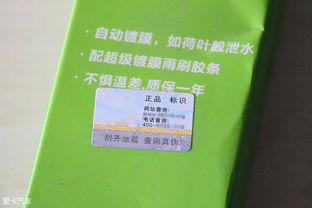 · 自动镀膜，如荷叶般泄水
· 配超级镀膜雨刷胶条
· 不惧温差 质保一年
正品 标识
网站查询:
电话查询:
刮开涂层 查询真伪
爱卡汽车